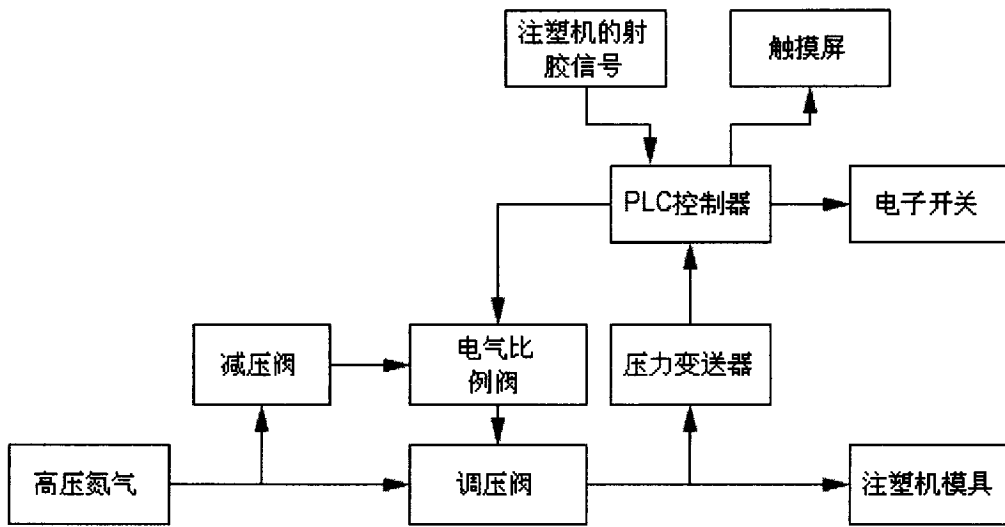 注塑机的射
胶信号
触摸屏
PLC控制器
电子开关
减压阀
电气比
例阀
压力变送器
高压氮气
调压阀
注塑机模具